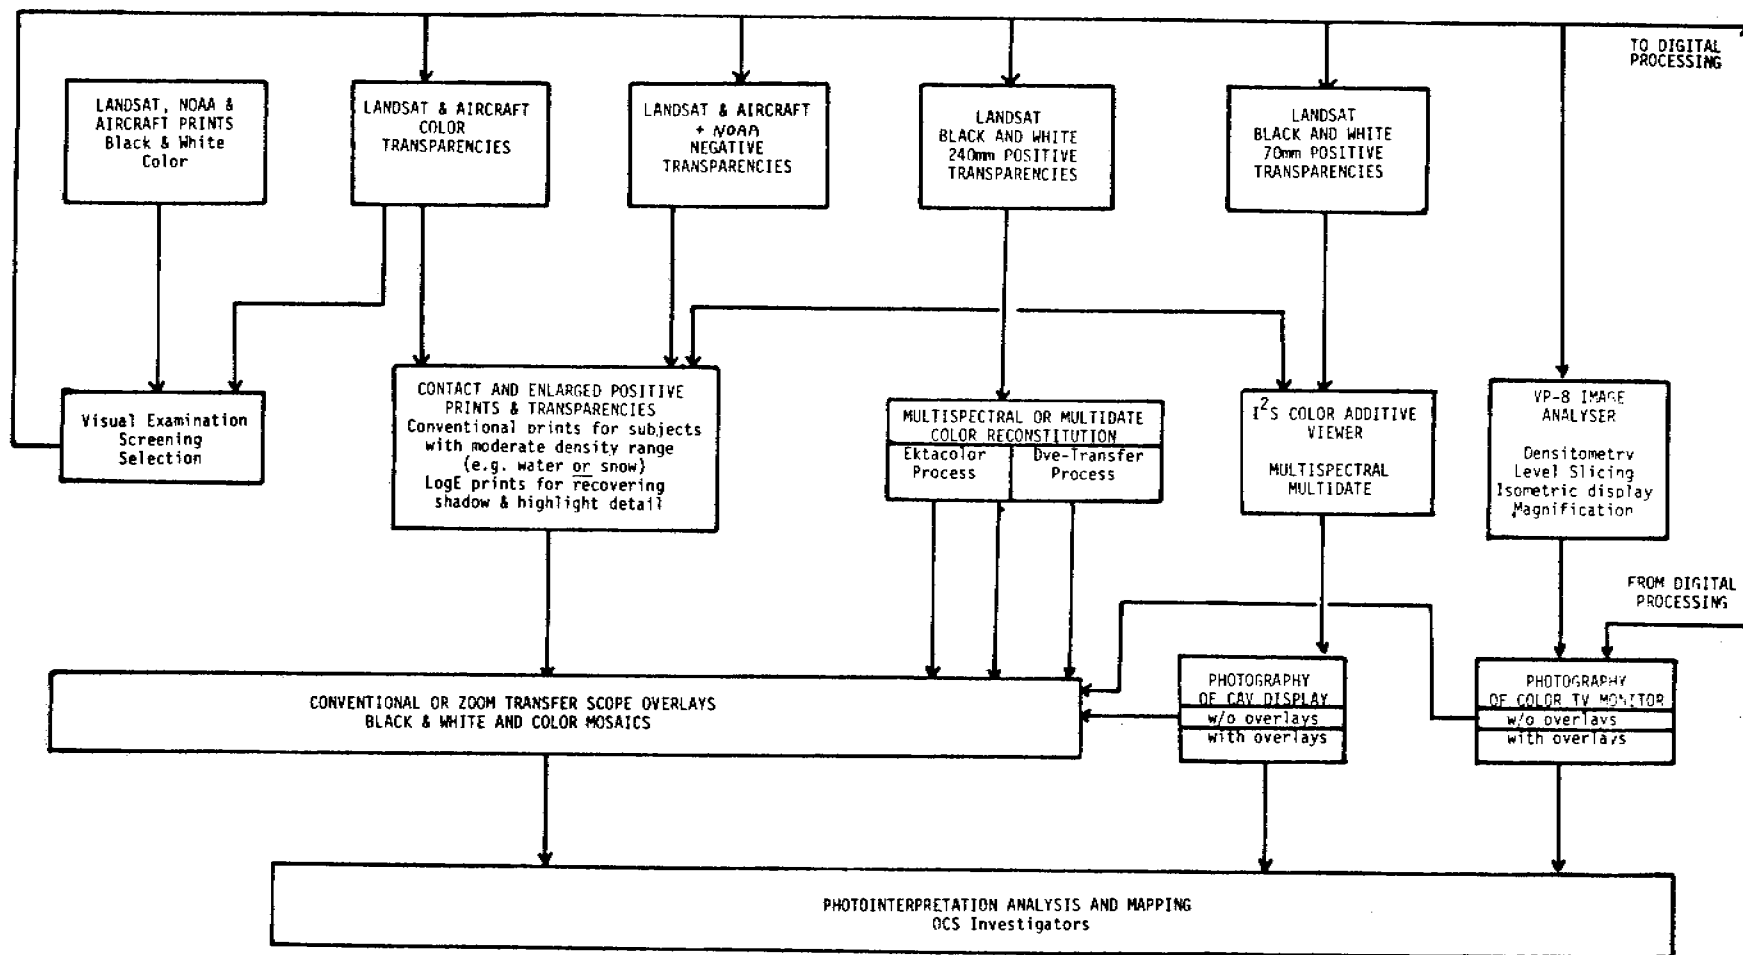 TO DIGITAL
PROCESSING
LANDSAT, NOAA &
AIRCRAFT PRINTS
Black & White
Color
LANDSAT & AIRCRAFT
COLOR
TRANSPARENCIES
LANDSAT & AIRCRAFT
+ NOAA
NEGATIVE
TRANSPARENCIES
LANDSAT
BLACK AND WHITE
240mm POSITIVE
TRANSPARENCIES
LANDSAT
BLACK AND WHITE
70mm POSITIVE
TRANSPARENCIES
Visual Examination
Screening
Selection
CONTACT AND ENLARGED POSITIVE
PRINTS & TRANSPARENCIES
Conventional prints for subjects
with moderate density range
(e.g. water or snow)
LogE prints for recovering
shadow & highlight detail
MULTISPECTRAL OR MULTIDATE
COLOR RECONSTITUTION
Ektacolor
Process
Dye-Transfer
Process
I²S COLOR ADDITIVE
VIEWER
MULTISPECTRAL
MULTIDATE
VP-8 IMAGE
ANALYSER
Densitometry
Level Slicing
Isometric display
Magnification
FROM DIGITAL
PROCESSING
CONVENTIONAL OR ZOOM TRANSFER SCOPE OVERLAYS
BLACK & WHITE AND COLOR MOSAICS
PHOTOGRAPHY
OF CAV DISPLAY
w/o overlays
with overlays
PHOTOGRAPHY
OF COLOR TV MONITOR
w/o overlays
with overlays
PHOTOINTERPRETATION ANALYSIS AND MAPPING
OCS Investigators